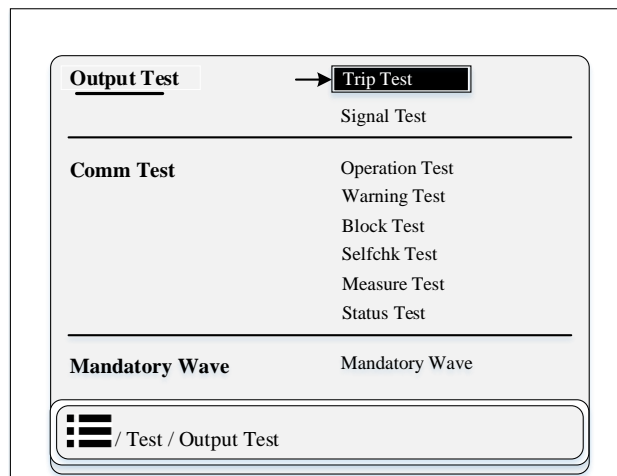 Output Test Trip Test
Signal Test
Comm Test Operation Test
Warning Test
Block Test
Selfchk Test
Measure Test
Status Test
Mandatory Wave Mandatory Wave
/ Test / Output Test